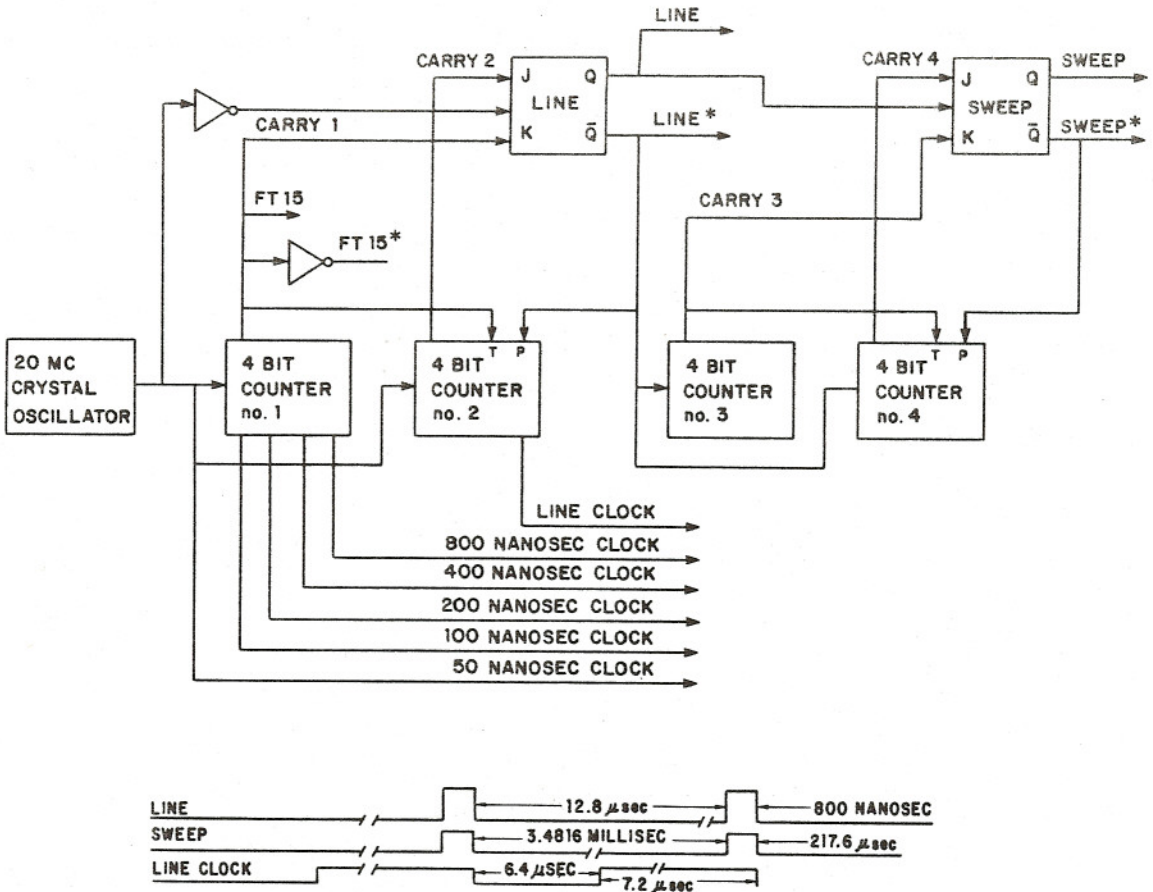 LINE
CARRY 2
J Q
LINE
K Q̄
CARRY 1
LINE*
CARRY 4
J Q
SWEEP
K Q̄
SWEEP
SWEEP*
FT 15
FT 15*
CARRY 3
20 MC
CRYSTAL
OSCILLATOR
4 BIT
COUNTER
no. 1
T P
4 BIT
COUNTER
no. 2
4 BIT
COUNTER
no. 3
T P
4 BIT
COUNTER
no. 4
LINE CLOCK
800 NANOSEC CLOCK
400 NANOSEC CLOCK
200 NANOSEC CLOCK
100 NANOSEC CLOCK
50 NANOSEC CLOCK
LINE
12.8 μsec
800 NANOSEC
SWEEP
3.4816 MILLISEC
217.6 μsec
LINE CLOCK
6.4 μSEC
7.2 μsec